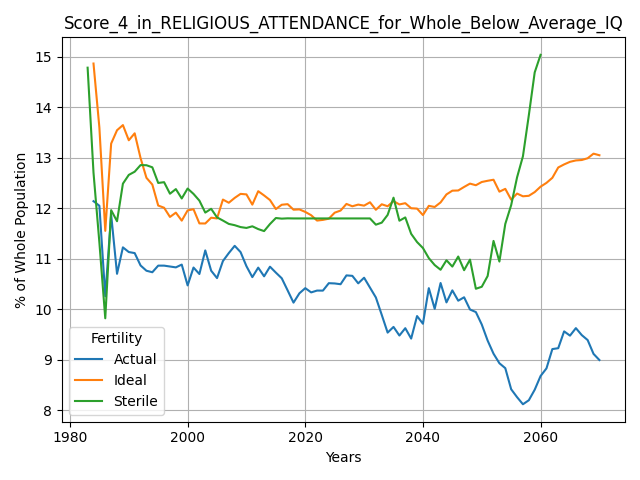 Score_4_in_RELIGIOUS_ATTENDANCE_for_Whole_Below_Average_IQ
% of Whole Population
15
14
13
12
11
10
9
8
Fertility
Actual
Ideal
Sterile
1980
2000
2020
2040
2060
Years